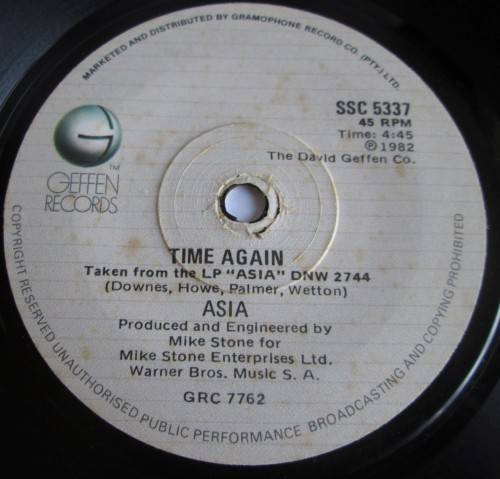 MARKETED AND DISTRIBUTED BY GRAMOPHONE RECORD CO. (PTY.) LTD.
G
TM
GEFFEN
RECORDS
SSC 5337
45 RPM
Time: 4:45
Ⓟ 1982
The David Geffen Co.
TIME AGAIN
Taken from the LP "ASIA" DNW 2744
(Downes, Howe, Palmer, Wetton)
ASIA
Produced and Engineered by
Mike Stone for
Mike Stone Enterprises Ltd.
Warner Bros. Music S. A.
GRC 7762
COPYRIGHT RESERVED UNAUTHORISED PUBLIC PERFORMANCE BROADCASTING AND COPYING PROHIBITED